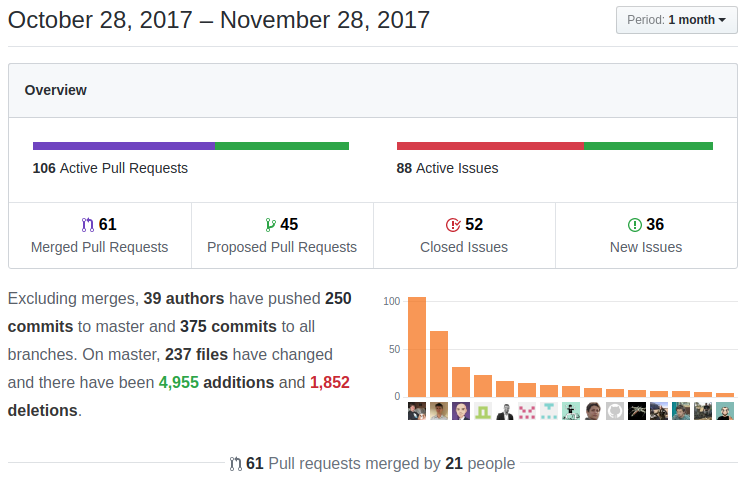 October 28, 2017 – November 28, 2017
Period: 1 month
Overview
106 Active Pull Requests
88 Active Issues
61
Merged Pull Requests
45
Proposed Pull Requests
52
Closed Issues
36
New Issues
Excluding merges, 39 authors have pushed 250
commits to master and 375 commits to all
branches. On master, 237 files have changed
and there have been 4,955 additions and 1,852
deletions.
100
50
0
61 Pull requests merged by 21 people